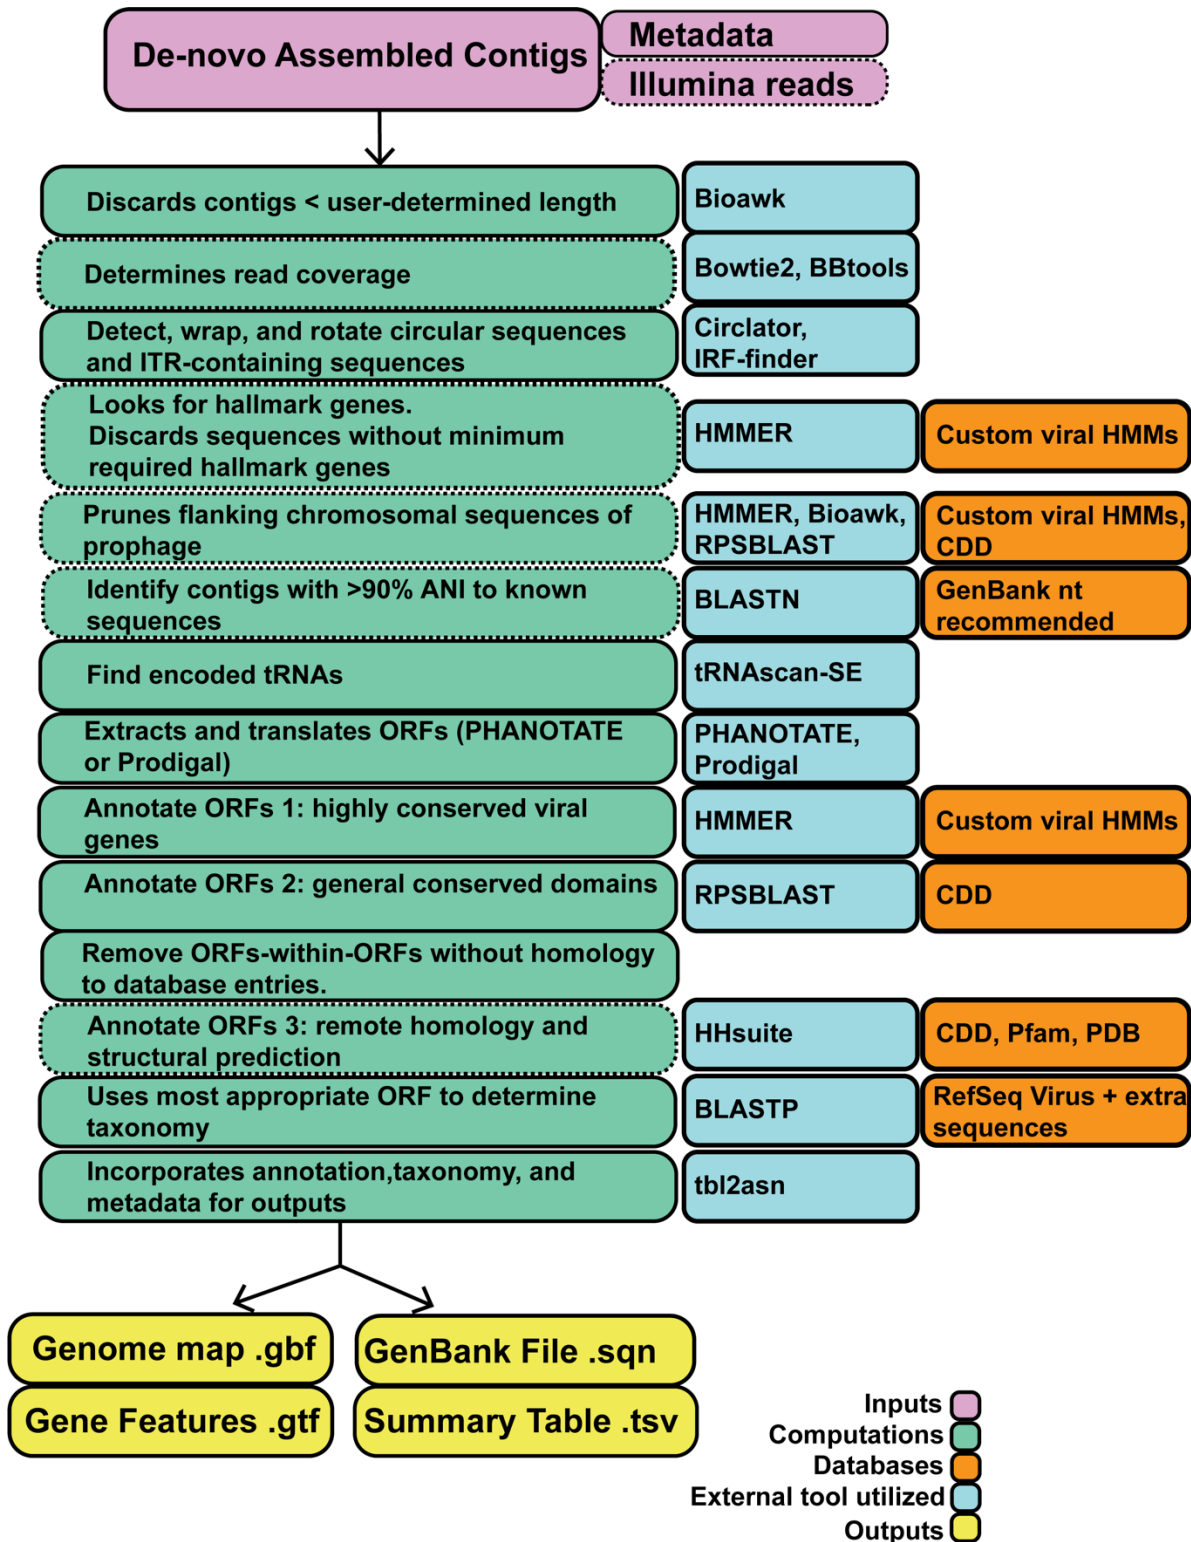 De-novo Assembled Contigs
Metadata
Illumina reads
Discards contigs < user-determined length
Bioawk
Determines read coverage
Bowtie2, BBtools
Detect, wrap, and rotate circular sequences
and ITR-containing sequences
Circlator,
IRF-finder
Looks for hallmark genes.
Discards sequences without minimum
required hallmark genes
HMMER
Custom viral HMMs
Prunes flanking chromosomal sequences of
prophage
HMMER, Bioawk,
RPSBLAST
Custom viral HMMs,
CDD
Identify contigs with >90% ANI to known
sequences
BLASTN
GenBank nt
recommended
Find encoded tRNAs
tRNAscan-SE
Extracts and translates ORFs (PHANOTATE
or Prodigal)
PHANOTATE,
Prodigal
Annotate ORFs 1: highly conserved viral
genes
HMMER
Custom viral HMMs
Annotate ORFs 2: general conserved domains
RPSBLAST
CDD
Remove ORFs-within-ORFs without homology
to database entries.
Annotate ORFs 3: remote homology and
structural prediction
HHsuite
CDD, Pfam, PDB
Uses most appropriate ORF to determine
taxonomy
BLASTP
RefSeq Virus + extra
sequences
Incorporates annotation,taxonomy, and
metadata for outputs
tbl2asn
Genome map .gbf
GenBank File .sqn
Gene Features .gtf
Summary Table .tsv
Inputs
Computations
Databases
External tool utilized
Outputs